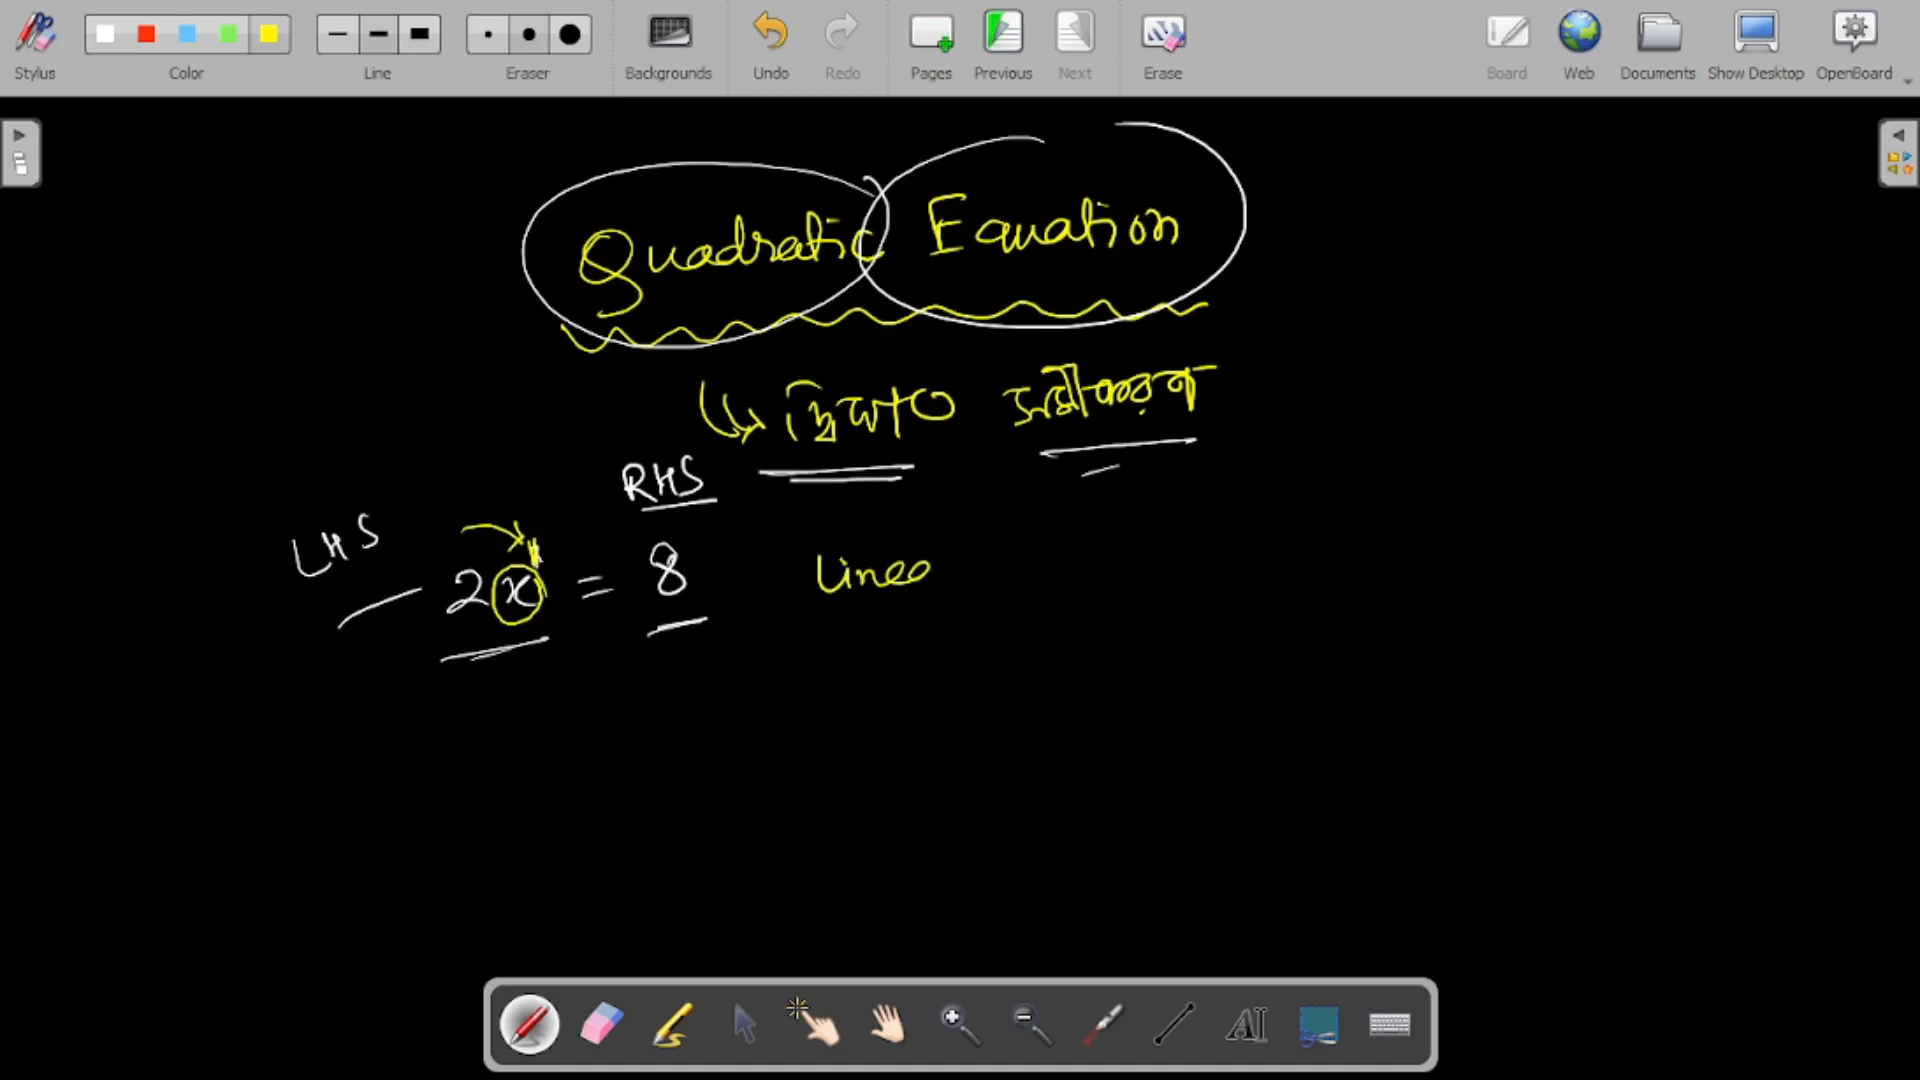 Stylus Color Line Eraser Backgrounds Undo Redo Pages Previous Next Erase Board Web Documents Show Desktop OpenBoard
Quadratic Equation
দ্বিঘাত সমীকরণ
RHS
LHS
2x = 8 Linea